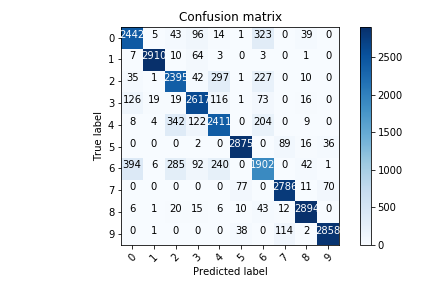 Confusion matrix
0 2442 5 43 96 14 1 323 0 39 0
1 7 2910 10 64 3 0 3 0 1 0
2 35 1 2395 42 297 1 227 0 10 0
3 126 19 19 2617 116 1 73 0 16 0
4 8 4 342 122 2411 0 204 0 9 0
5 0 0 0 2 0 2875 0 89 16 36
6 394 6 285 92 240 0 1902 0 42 1
7 0 0 0 0 0 77 0 2786 11 70
8 6 1 20 15 6 10 43 12 2894 0
9 0 1 0 0 0 38 0 114 2 2858
0 1 2 3 4 5 6 7 8 9
True label
Predicted label
2500
2000
1500
1000
500
0